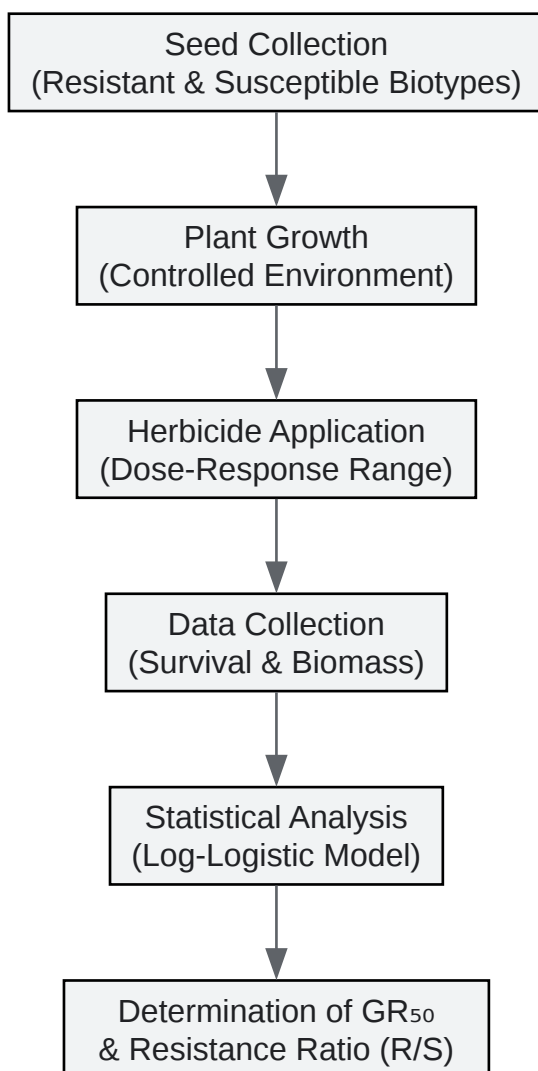 Seed Collection
(Resistant & Susceptible Biotypes)
Plant Growth
(Controlled Environment)
Herbicide Application
(Dose-Response Range)
Data Collection
(Survival & Biomass)
Statistical Analysis
(Log-Logistic Model)
Determination of GR₅₀
& Resistance Ratio (R/S)